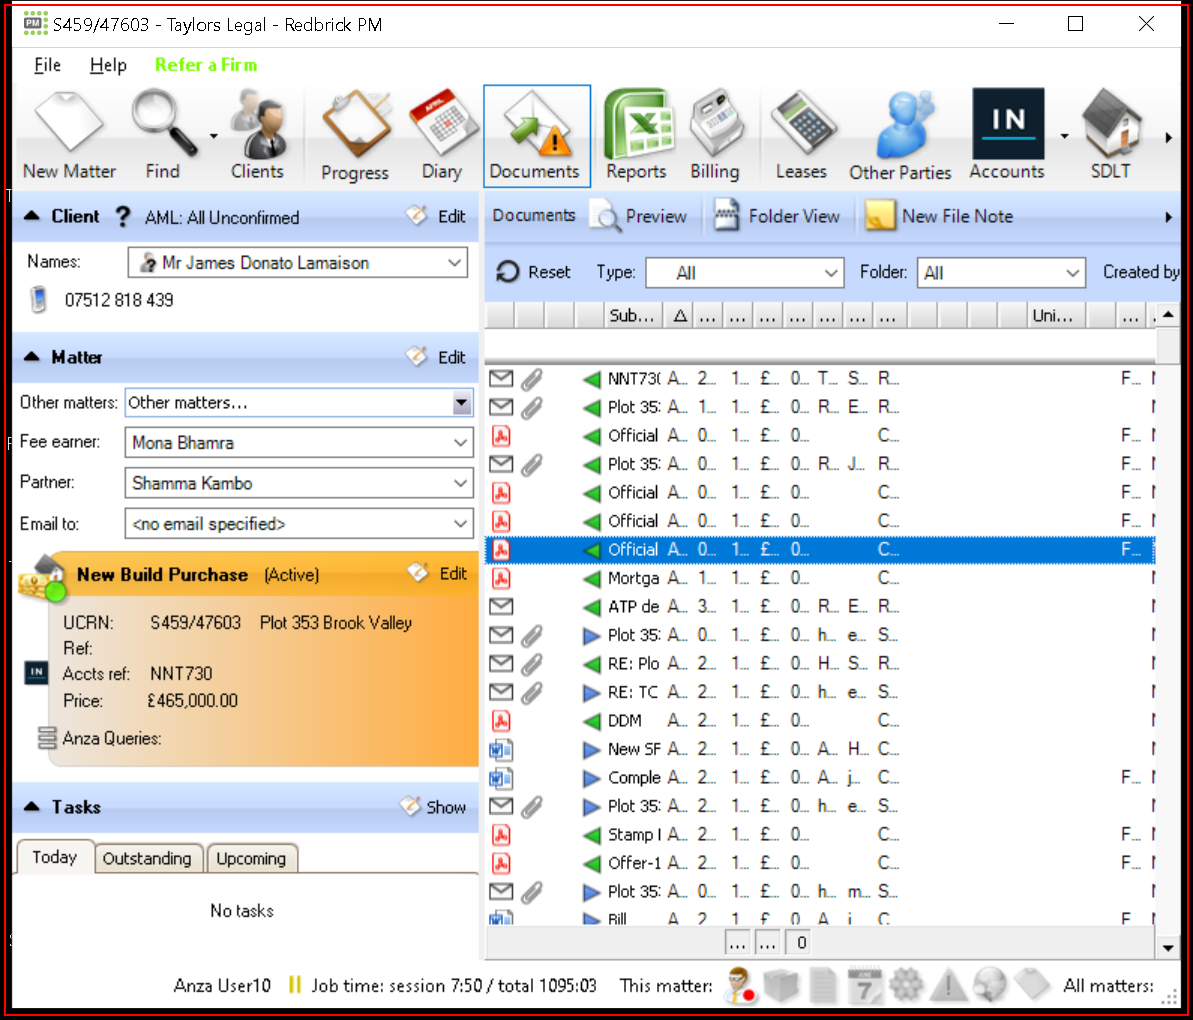 S459/47603 - Taylors Legal - Redbrick PM
File Help Refer a Firm
New Matter Find Clients Progress Diary Documents Reports Billing Leases Other Parties Accounts SDLT
Client ? AML: All Unconfirmed Edit
Names: Mr James Donato Lamaison
07512 818 439
Matter Edit
Other matters: Other matters...
Fee earner: Mona Bhamra
Partner: Shamma Kambo
Email to: <no email specified>
New Build Purchase (Active) Edit
UCRN: S459/47603 Plot 353 Brook Valley
Ref:
IN Accts ref: NNT730
Price: £465,000.00
Anza Queries:
Tasks Show
Today Outstanding Upcoming
No tasks
Documents Preview Folder View New File Note
Reset Type: All Folder: All Created by
Sub... △ ... ... ... ... ... ... ... Uni... ...
NNT730 A... 2... 1... £... 0... T... S... R... F...
Plot 35: A... 1... 1... £... 0... R... E... R...
Official A... 0... 1... £... 0... C... F...
Plot 35: A... 0... 1... £... 0... R... J... R... F...
Official A... 0... 1... £... 0... C... F...
Official A... 0... 1... £... 0... C... F...
Official A... 0... 1... £... 0... C... F...
Mortga A... 1... 1... £... 0... C...
ATP de A... 3... 1... £... 0... R... E... R...
Plot 35: A... 0... 1... £... 0... h... e... S...
RE: Plo A... 2... 1... £... 0... H... S... R...
RE: TC A... 2... 1... £... 0... h... e... S...
DDM A... 2... 1... £... 0... C...
New SF A... 2... 1... £... 0... A... H... C...
Comple A... 2... 1... £... 0... A... j... C... F...
Plot 35: A... 2... 1... £... 0... h... e... S...
Stamp A... 2... 1... £... 0... C... F...
Offer-1 A... 2... 1... £... 0... C... F...
Plot 35: A... 0... 1... £... 0... h... m... S...
Bill A 2 1 £ 0 A j C F
... ... 0
Anza User10 Job time: session 7:50 / total 1095:03 This matter: All matters: